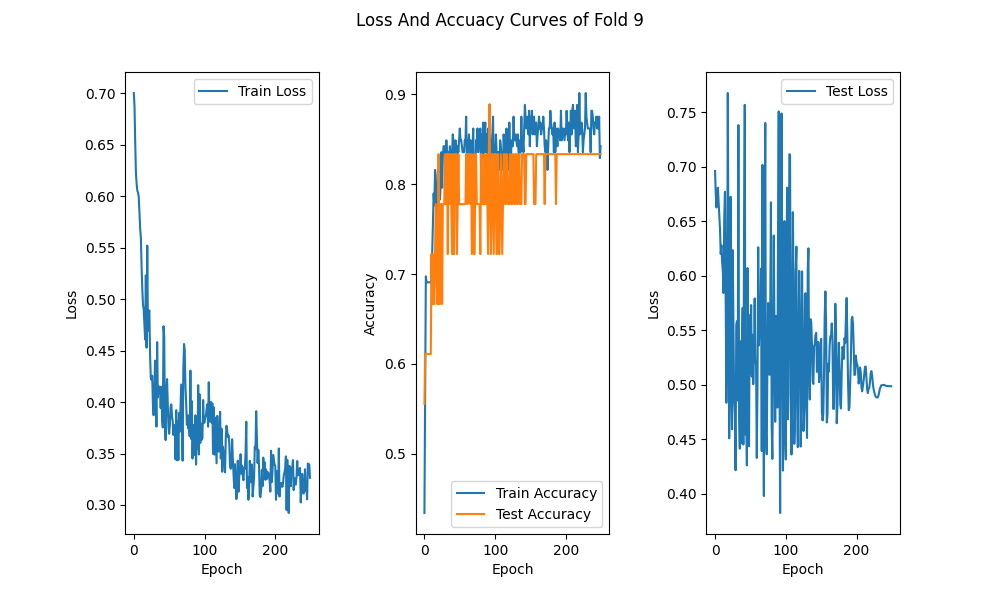 Loss And Accuacy Curves of Fold 9
Train Loss
0.70
0.65
0.60
0.55
0.50
0.45
0.40
0.35
0.30
Loss
0
100
200
Epoch
0.9
0.8
0.7
0.6
0.5
Accuracy
Train Accuracy
Test Accuracy
0
100
200
Epoch
Test Loss
0.75
0.70
0.65
0.60
0.55
0.50
0.45
0.40
Loss
0
100
200
Epoch